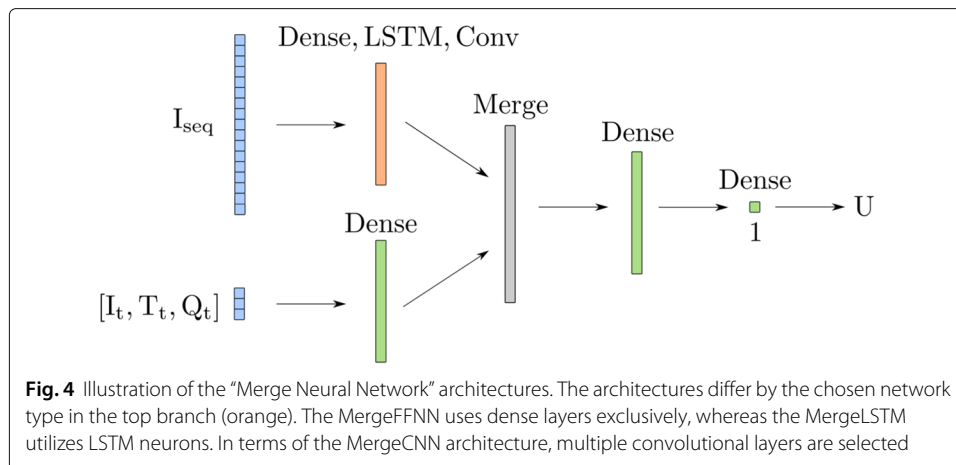 Dense, LSTM, Conv
Merge
I_seq
Dense
Dense
Dense
U
1
[I_t, T_t, Q_t]
Fig. 4 Illustration of the “Merge Neural Network” architectures. The architectures differ by the chosen network
type in the top branch (orange). The MergeFFNN uses dense layers exclusively, whereas the MergeLSTM
utilizes LSTM neurons. In terms of the MergeCNN architecture, multiple convolutional layers are selected